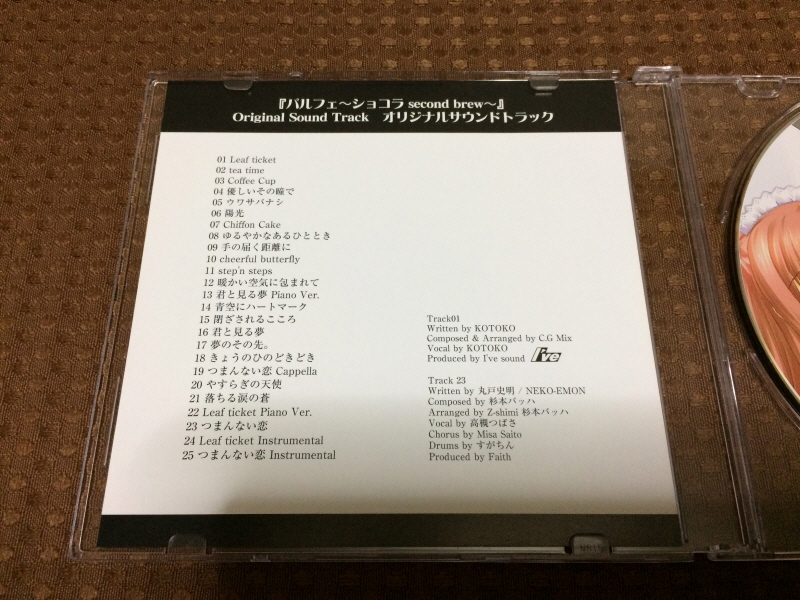 『パルフェ～ショコラ second brew～』
Original Sound Track オリジナルサウンドトラック
01 Leaf ticket
02 tea time
03 Coffee Cup
04 優しいその瞳で
05 ウワサバナシ
06 陽光
07 Chiffon Cake
08 ゆるやかなあるひととき
09 手の届く距離に
10 cheerful butterfly
11 step'n steps
12 暖かい空気に包まれて
13 君と見る夢 Piano Ver.
14 青空にハートマーク
15 閉ざされるこころ
16 君と見る夢
17 夢のその先。
18 きょうのひのどきどき
19 つまんない恋 Cappella
20 やすらぎの天使
21 落ちる涙の蒼
22 Leaf ticket Piano Ver.
23 つまんない恋
24 Leaf ticket Instrumental
25 つまんない恋 Instrumental
Track01
Written by KOTOKO
Composed & Arranged by C.G Mix
Vocal by KOTOKO
Produced by I've sound I've
Track 23
Written by 丸戸史明 / NEKO-EMON
Composed by 杉本バッハ
Arranged by Z-shimi 杉本バッハ
Vocal by 高槻つばさ
Chorus by Misa Saito
Drums by すがちん
Produced by Faith